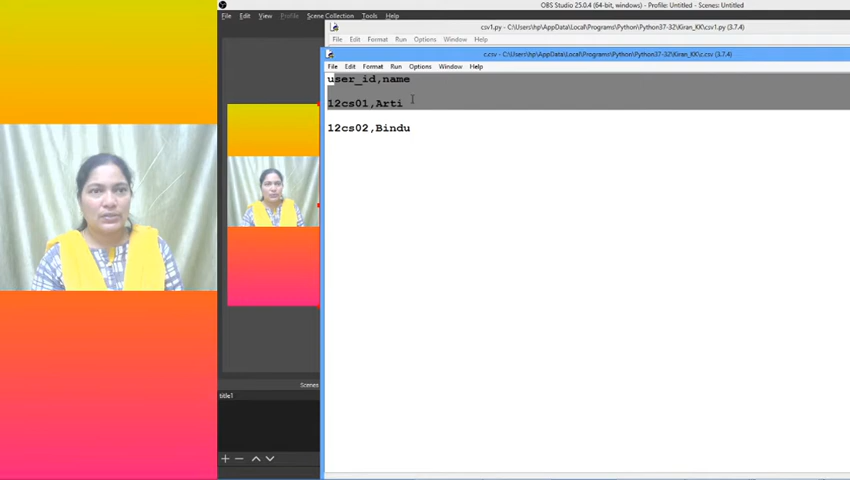 OBS Studio 25.0.4 (64-bit, windows) - Profile: Untitled - Scenes: Untitled
File Edit View Profile Scene Collection Tools Help
csv1.py - C:\Users\hp\AppData\Local\Programs\Python\Python37-32\Kiran_KK\csv1.py (3.7.4)
File Edit Format Run Options Window Help
c.csv - C:\Users\hp\AppData\Local\Programs\Python\Python37-32\Kiran_KK\c.csv (3.7.4)
File Edit Format Run Options Window Help
user_id,name
12cs01,Arti
12cs02,Bindu
Scenes
title1